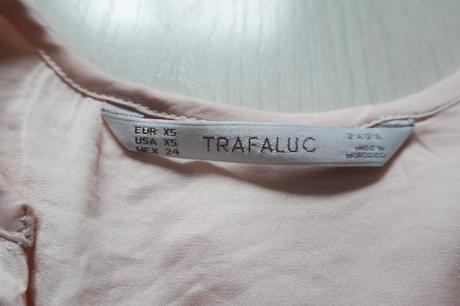 EUR XS
USA XS
MEX 24
TRAFALUC
ZARA
MADE IN
MOROCCO